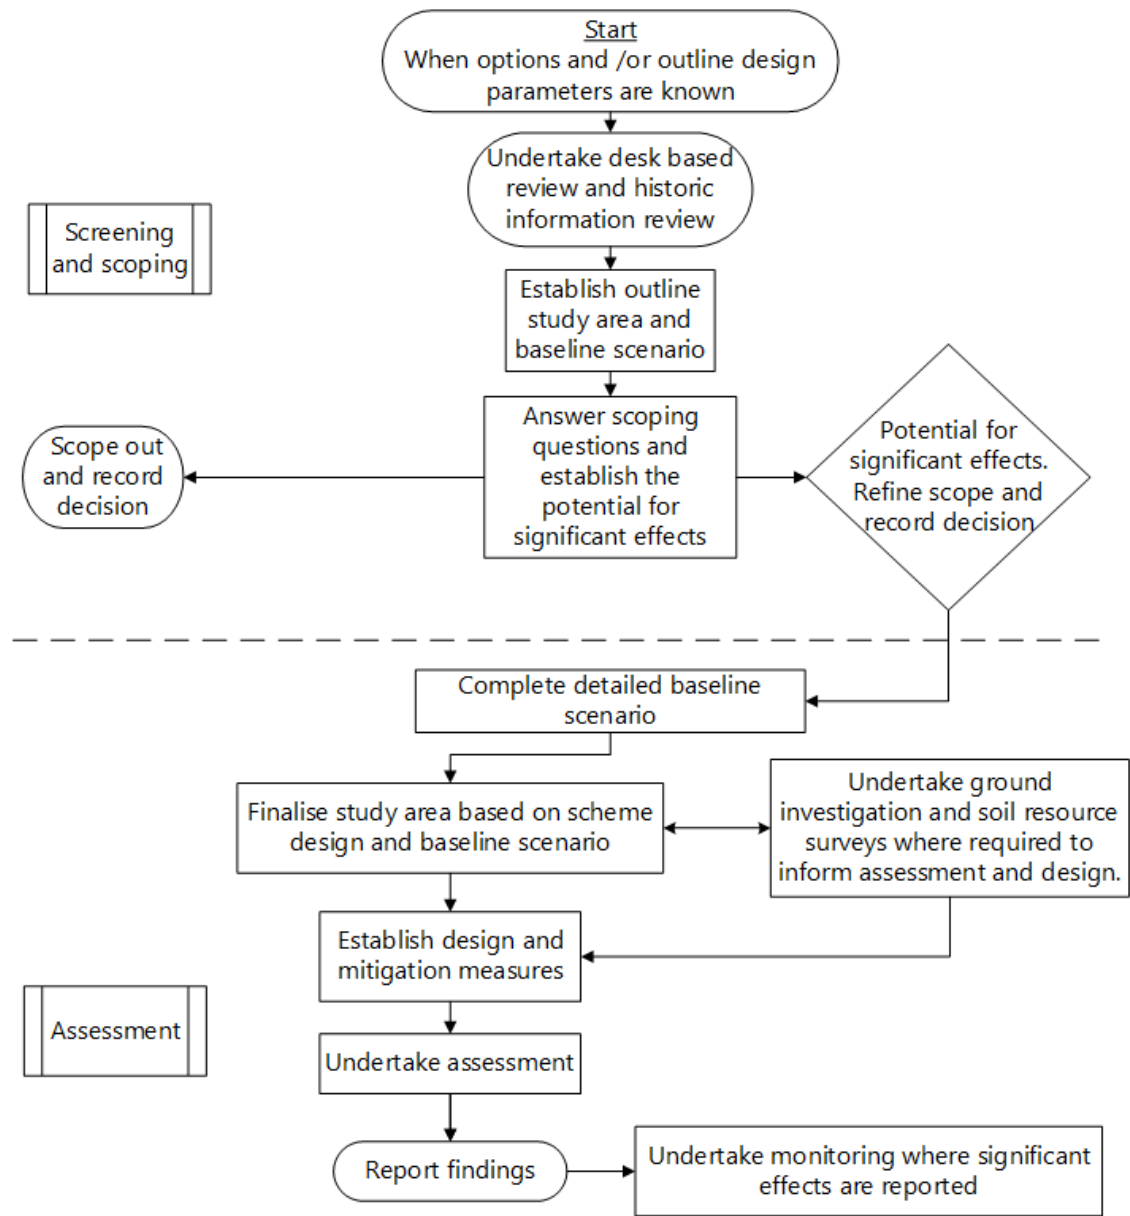 Start
When options and /or outline design
parameters are known
Undertake desk based
review and historic
information review
Screening
and scoping
Establish outline
study area and
baseline scenario
Answer scoping
questions and
establish the
potential for
significant effects
Scope out
and record
decision
Potential for
significant effects.
Refine scope and
record decision
Complete detailed baseline
scenario
Finalise study area based on scheme
design and baseline scenario
Undertake ground
investigation and soil resource
surveys where required to
inform assessment and design.
Establish design and
mitigation measures
Assessment
Undertake assessment
Report findings
Undertake monitoring where significant
effects are reported